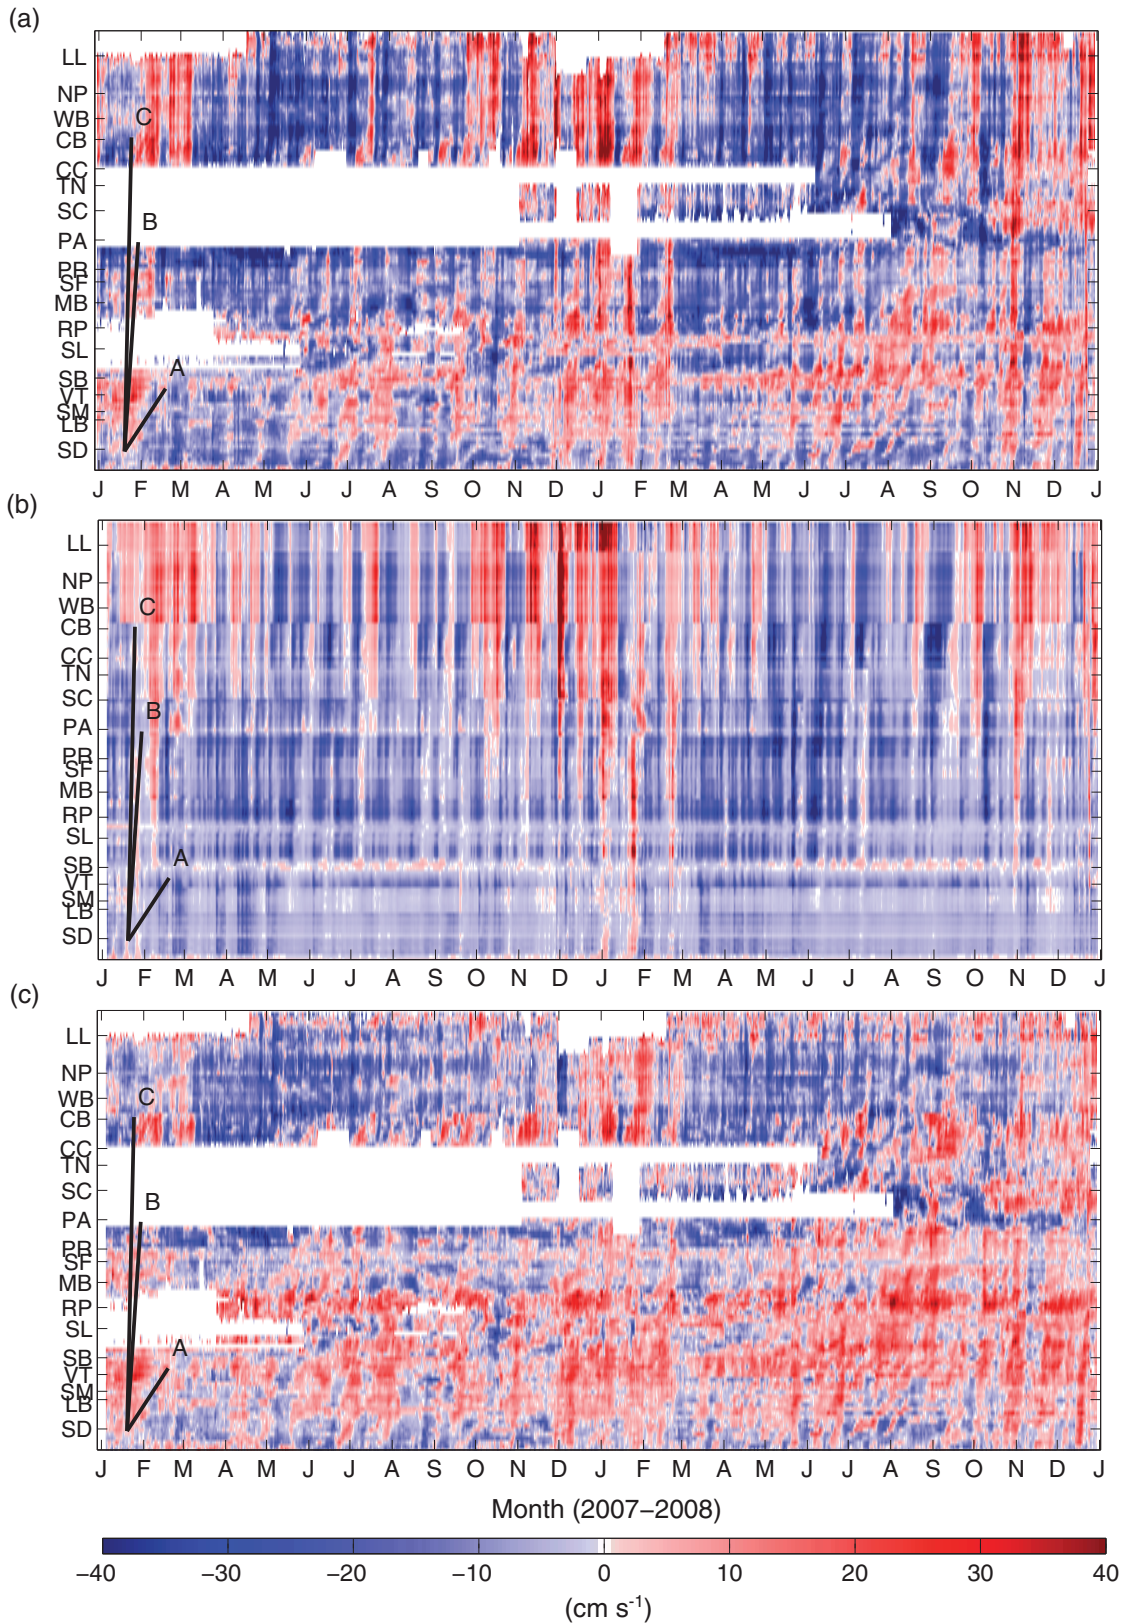 (a)
LL
NP
WB
CB
CC
TN
SC
PA
PR
SF
MB
RP
SL
SB
VT
SM
LB
SD
C
B
A
J F M A M J J A S O N D J F M A M J J A S O N D J
(b)
LL
NP
WB
CB
CC
TN
SC
PA
PR
SF
MB
RP
SL
SB
VT
SM
LB
SD
C
B
A
J F M A M J J A S O N D J F M A M J J A S O N D J
(c)
LL
NP
WB
CB
CC
TN
SC
PA
PR
SF
MB
RP
SL
SB
VT
SM
LB
SD
C
B
A
J F M A M J J A S O N D J F M A M J J A S O N D J
Month (2007–2008)
−40 −30 −20 −10 0 10 20 30 40
(cm s⁻¹)